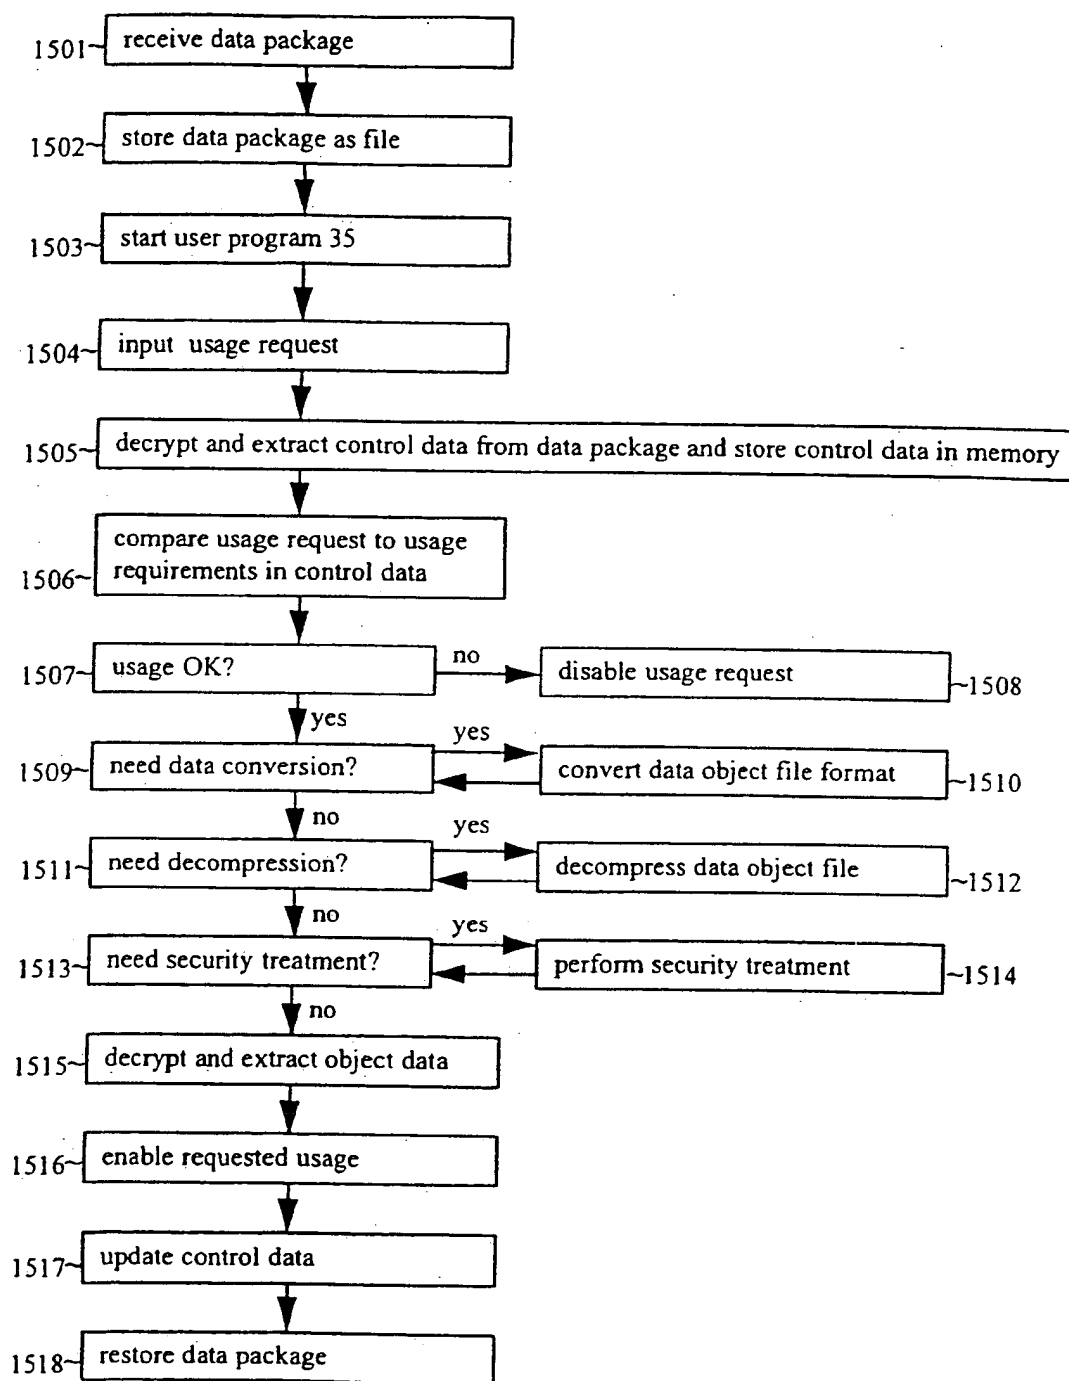 1501~ receive data package
1502~ store data package as file
1503~ start user program 35
1504~ input usage request
1505~ decrypt and extract control data from data package and store control data in memory
compare usage request to usage
1506~ requirements in control data
1507~ usage OK?
no
disable usage request ~1508
yes
1509~ need data conversion?
yes
convert data object file format ~1510
no
1511~ need decompression?
yes
decompress data object file ~1512
no
1513~ need security treatment?
yes
perform security treatment ~1514
no
1515~ decrypt and extract object data
1516~ enable requested usage
1517~ update control data
1518~ restore data package